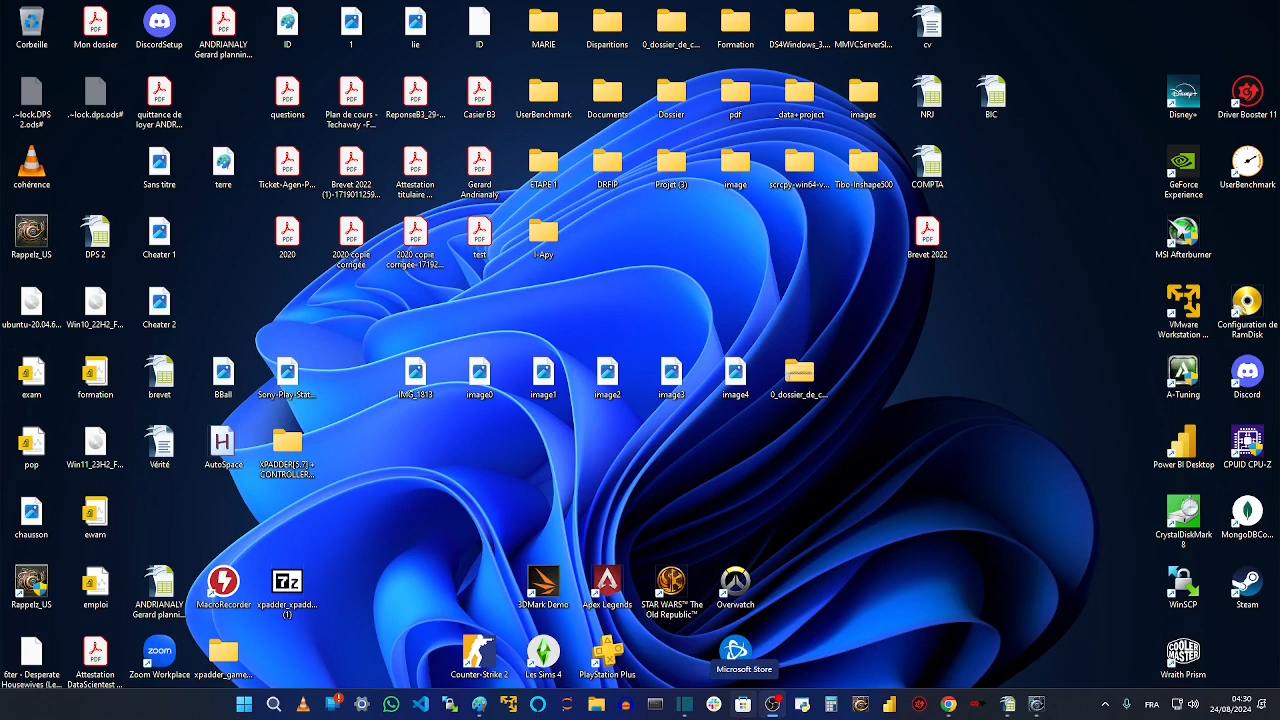 Corbeille
Mon dossier
DiscordSetup
ANDRIANALY
Gerard plannin...
ID
1
lie
ID
MARIE
Disparitions
0_dossier_de_c...
Formation
DS4Windows_3....
MMVCServerSI...
cv
.~lock.DPS
2.ods#
.~lock.dps.ods#
quittance de
loyer ANDR...
questions
Plan de cours -
Techaway -F...
ReponseB3_29-...
Casier B3
UserBenchmark
Documents
Dossier
pdf
_data+project
images
NRJ
BIC
Disney+
Driver Booster 11
cohérence
Sans titre
terre
Ticket-Agen-P...
Brevet 2022
(1)-1719011259...
Attestation
titulaire ...
Gerard
Andrianaly
ETAPE 1
DRFIP
Projet (3)
image
scrcpy-win64-v...
Tibo-Inshape500
COMPTA
GeForce
Experience
UserBenchmark
Rappelz_US
DPS 2
Cheater 1
2020
2020 copie
corrigée
2020 copie
corrigée-17192...
test
I-Apy
Brevet 2022
MSI Afterburner
ubuntu-20.04.6...
Win10_22H2_F...
Cheater 2
VMware
Workstation ...
Configuration de
RamDisk
exam
formation
brevet
BBall
Sony-Play-Stat...
IMG_1813
image0
image1
image2
image3
image4
0_dossier_de_c...
A-Tuning
Discord
pop
Win11_23H2_F...
Vérité
AutoSpace
XPADDER[5.7] +
CONTROLLER...
Power BI Desktop
CPUID CPU-Z
chausson
ewam
CrystalDiskMark
8
MongoDBCo...
Rappelz_US
emploi
ANDRIANALY
Gerard planni...
MacroRecorder
xpadder_xpadd...
(1)
3DMark Demo
Apex Legends
STAR WARS™ The
Old Republic™
Overwatch
WinSCP
Steam
6ter - Desperate
Housewives (Le...
Attestation
DataScientest ...
zoom
Zoom Workplace
xpadder_game...
Counter-Strike 2
Les Sims 4
PlayStation Plus
Microsoft Store
COOLER
MASTER
Wraith Prism
FRA
04:30
24/08/2024